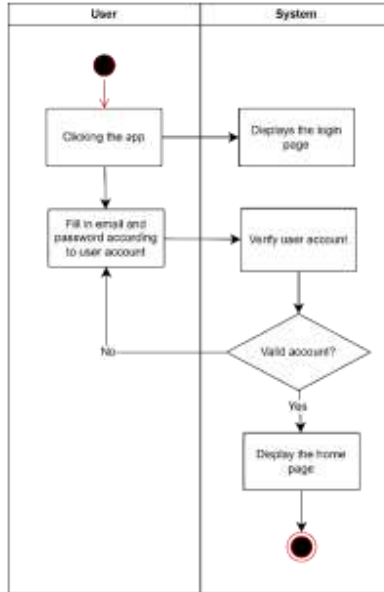 User
System
Clicking the app
Displays the login
page
Fill in email and
password according
to user account
Verify user account
Valid account?
No
Yes
Display the home
page